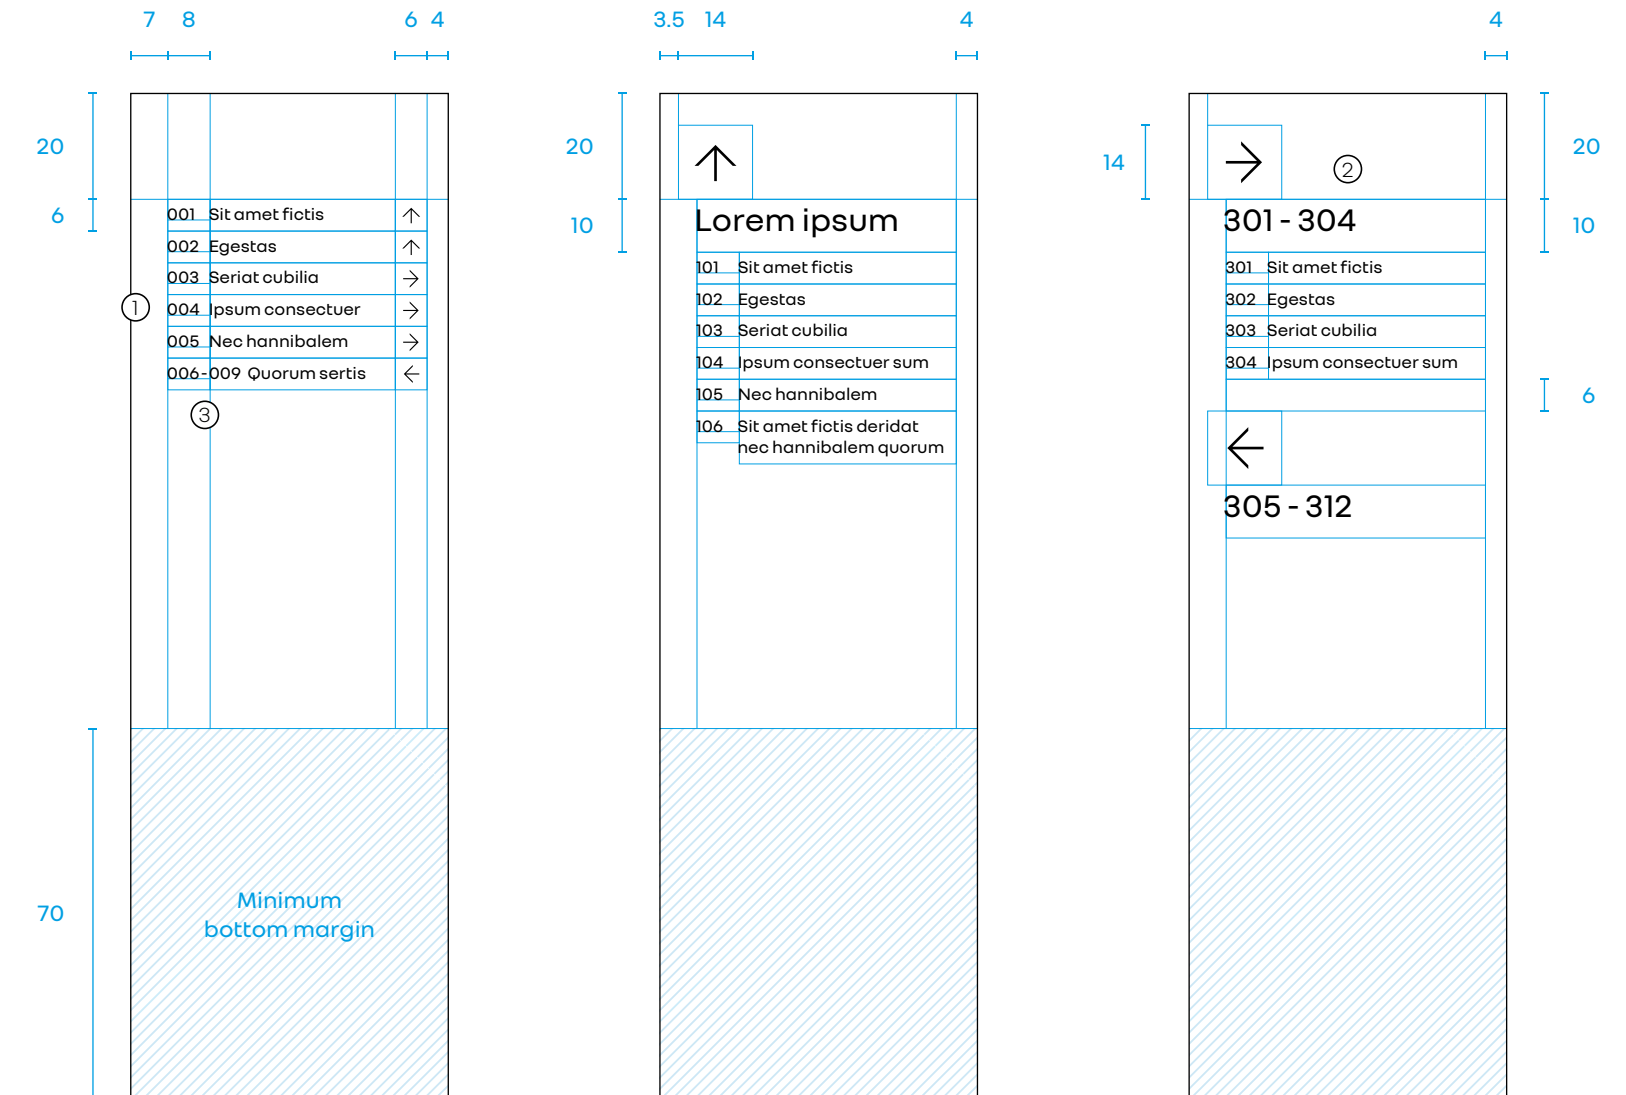 7 8 6 4
3.5 14 4
4
20
6
001 Sit amet fictis
002 Egestas
003 Seriat cubilia
1
004 Ipsum consectuer
005 Nec hannibalem
006-009 Quorum sertis
3
70
Minimum
bottom margin
20
10
Lorem ipsum
101 Sit amet fictis
102 Egestas
103 Seriat cubilia
104 Ipsum consectuer sum
105 Nec hannibalem
106 Sit amet fictis deridat
nec hannibalem quorum
14
2
20
301 - 304
10
301 Sit amet fictis
302 Egestas
303 Seriat cubilia
304 Ipsum consectuer sum
6
305 - 312